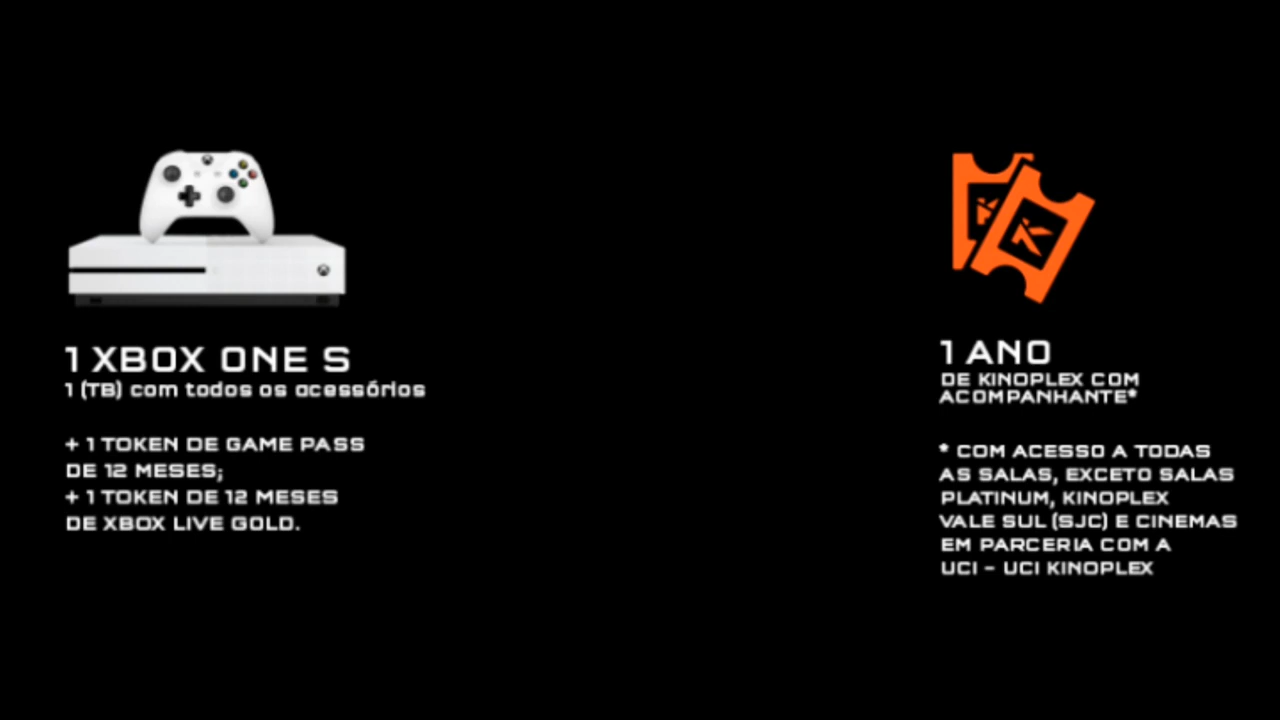 1 XBOX ONE S
1 (TB) com todos os acessórios
+ 1 TOKEN DE GAME PASS
DE 12 MESES;
+ 1 TOKEN DE 12 MESES
DE XBOX LIVE GOLD.
1 ANO
DE KINOPLEX COM
ACOMPANHANTE*
* COM ACESSO A TODAS
AS SALAS, EXCETO SALAS
PLATINUM, KINOPLEX
VALE SUL (SJC) E CINEMAS
EM PARCERIA COM A
UCI - UCI KINOPLEX